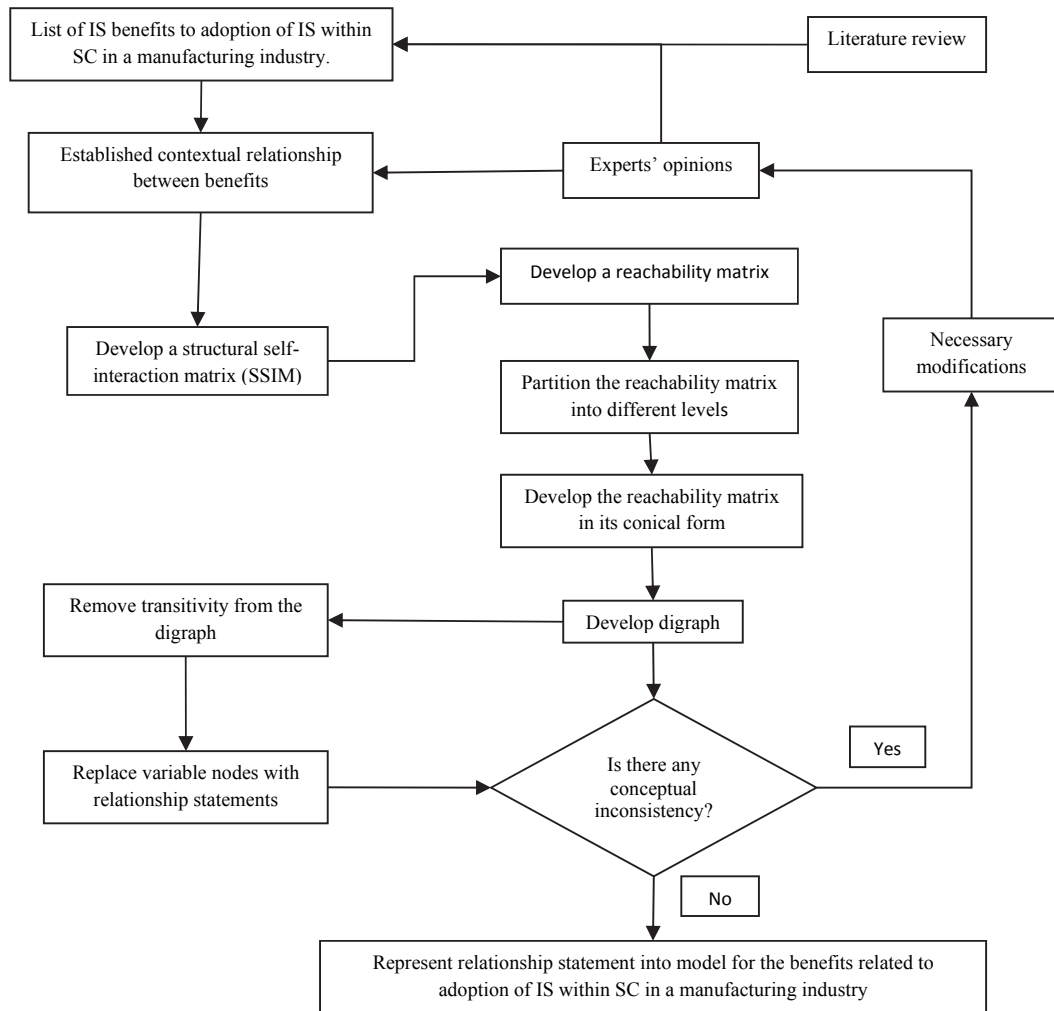 List of IS benefits to adoption of IS within
SC in a manufacturing industry.
Literature review
Established contextual relationship
between benefits
Experts’ opinions
Develop a reachability matrix
Develop a structural self-
interaction matrix (SSIM)
Necessary
modifications
Partition the reachability matrix
into different levels
Develop the reachability matrix
in its conical form
Remove transitivity from the
digraph
Develop digraph
Replace variable nodes with
relationship statements
Is there any
conceptual
inconsistency?
Yes
No
Represent relationship statement into model for the benefits related to
adoption of IS within SC in a manufacturing industry